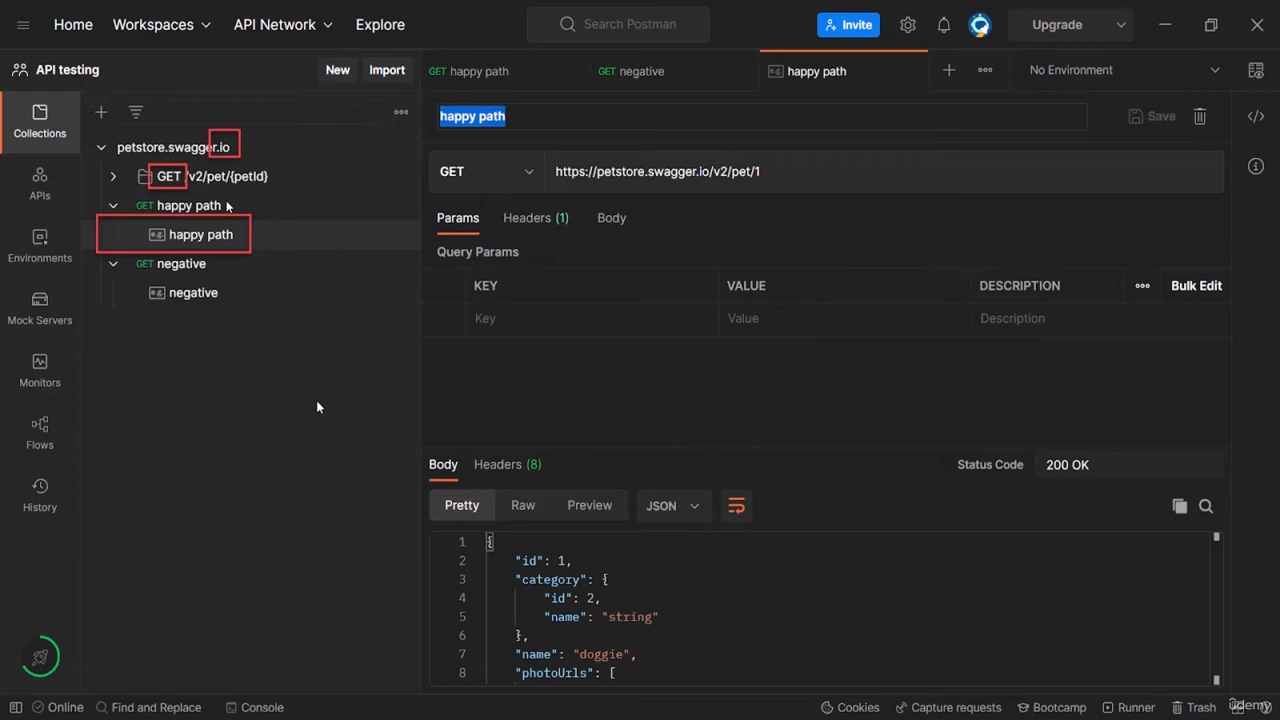 Home Workspaces API Network Explore Search Postman Invite Upgrade
API testing New Import GET happy path GET negative happy path No Environment
Collections
APIs
Environments
Mock Servers
Monitors
Flows
History
petstore.swagger.io
GET /v2/pet/{petId}
GET happy path
e.g. happy path
GET negative
e.g. negative
happy path Save
GET https://petstore.swagger.io/v2/pet/1
Params Headers (1) Body
Query Params
KEY VALUE DESCRIPTION Bulk Edit
Key Value Description
Body Headers (8) Status Code 200 OK
Pretty Raw Preview JSON
1 {
2 "id": 1,
3 "category": {
4 "id": 2,
5 "name": "string"
6 },
7 "name": "doggie",
8 "photoUrls": [
Online Find and Replace Console Cookies Capture requests Bootcamp Runner Trash
udemy